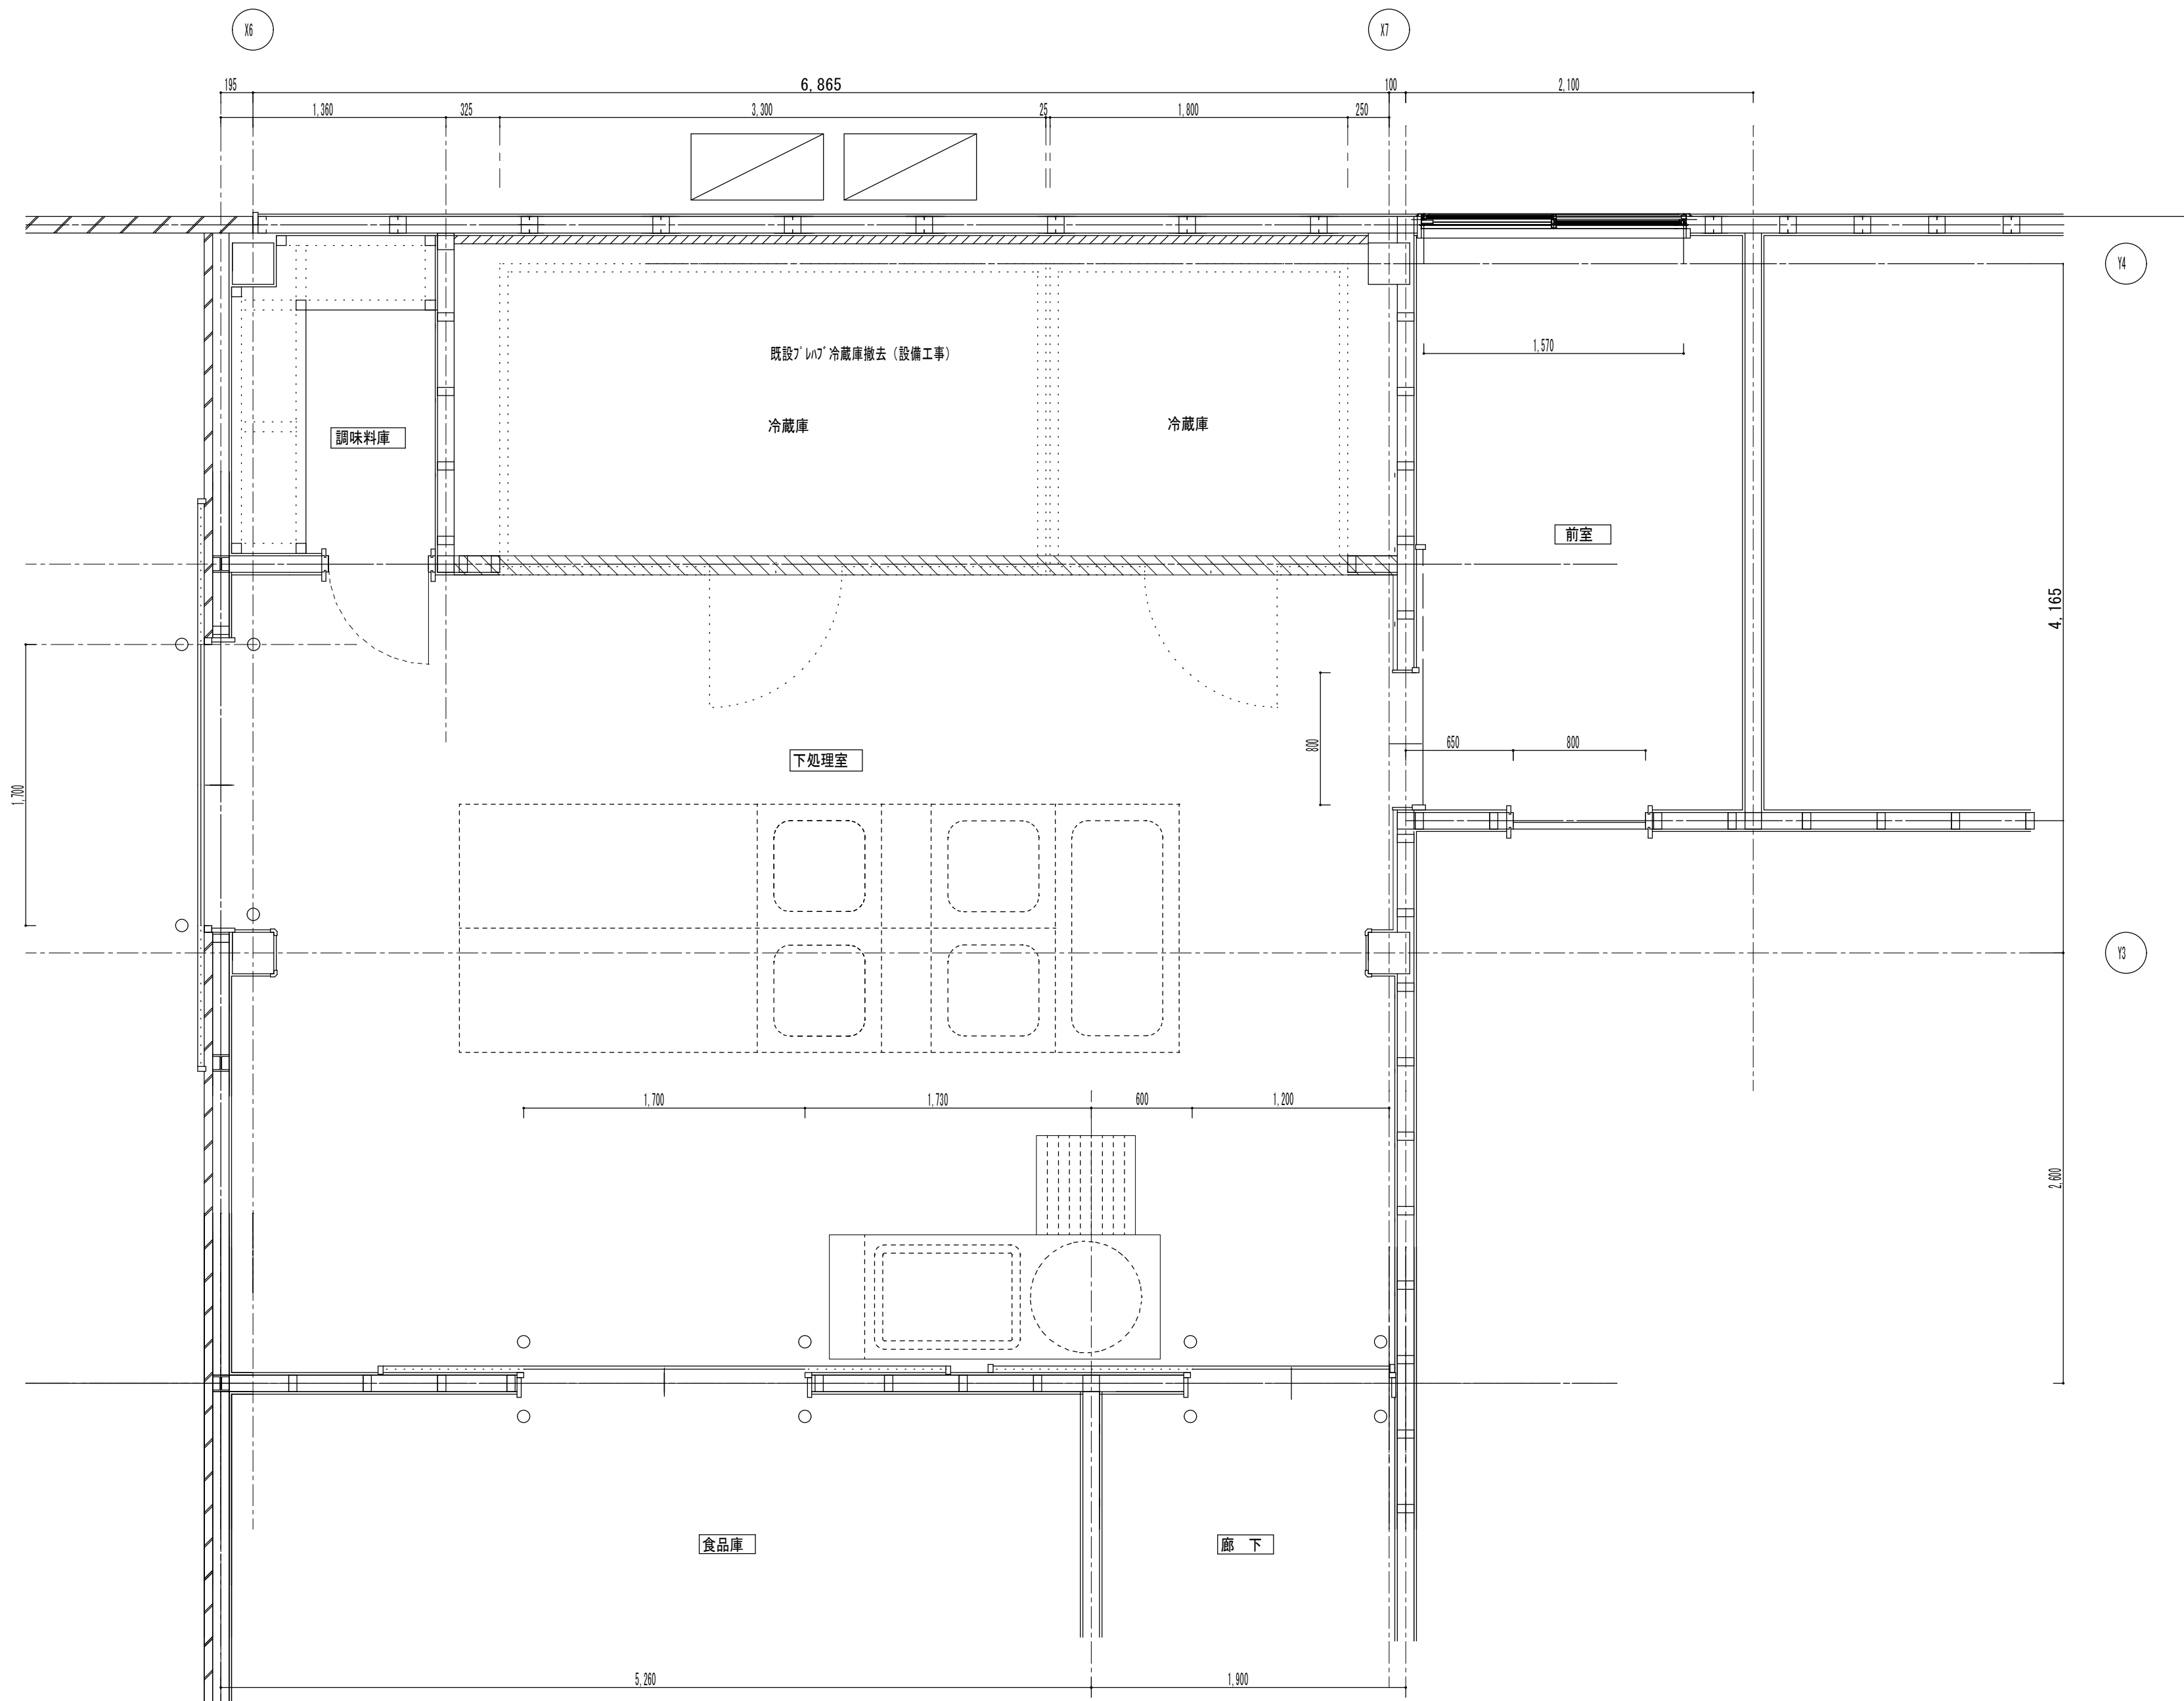 X6
X7
195
6,865
100
2,100
1,360
325
3,300
25
1,800
250
Y4
既設ﾌﾟﾚﾊﾌﾞ冷蔵庫撤去（設備工事）
1,570
冷蔵庫
冷蔵庫
調味料庫
前室
4,165
下処理室
800
650
800
1,700
Y3
1,700
1,730
600
1,200
2,600
食品庫
廊　下
5,260
1,900